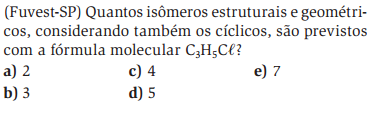 (Fuvest-SP) Quantos isômeros estruturais e geométri-
cos, considerando também os cíclicos, são previstos
com a fórmula molecular C₃H₅Cℓ?
a) 2 c) 4 e) 7
b) 3 d) 5